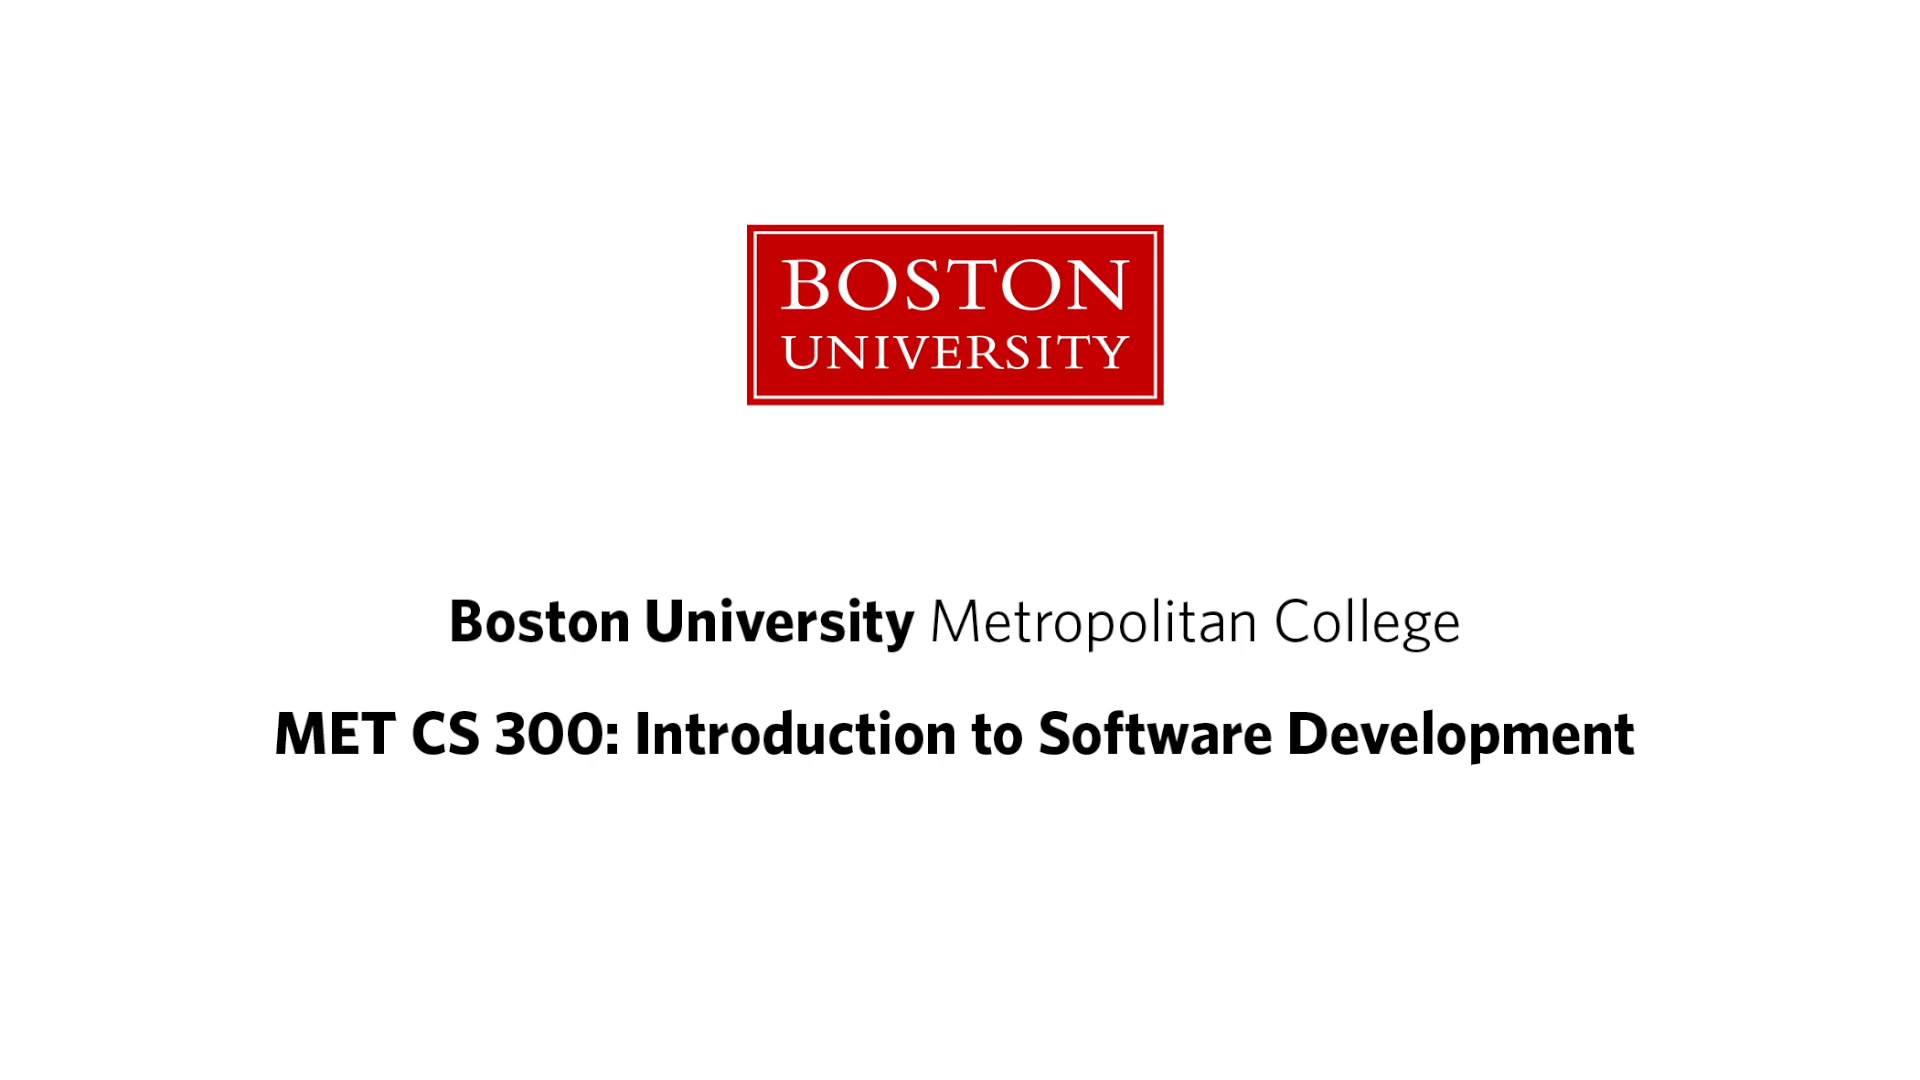 BOSTON
UNIVERSITY
Boston University Metropolitan College
MET CS 300: Introduction to Software Development